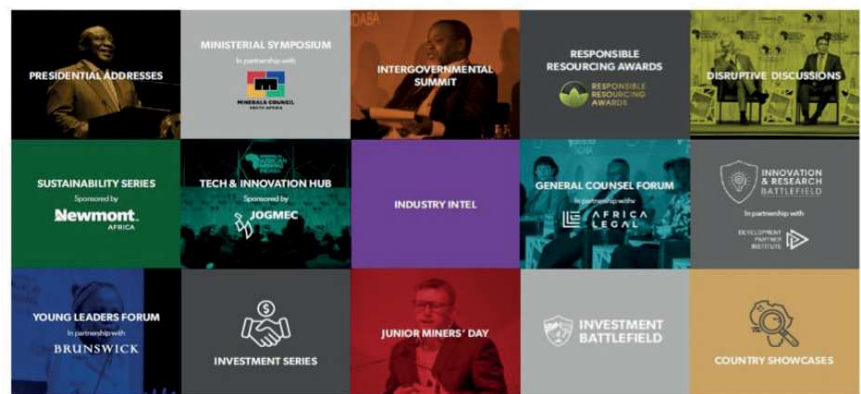 PRESIDENTIAL ADDRESSES
MINISTERIAL SYMPOSIUM
In partnership with
MINERALS COUNCIL
SOUTH AFRICA
INTERGOVERNMENTAL
SUMMIT
RESPONSIBLE
RESOURCING AWARDS
RESPONSIBLE
RESOURCING
AWARDS
DISRUPTIVE DISCUSSIONS
SUSTAINABILITY SERIES
Sponsored by
Newmont
AFRICA
TECH & INNOVATION HUB
Sponsored by
JOGMEC
INDUSTRY INTEL
GENERAL COUNSEL FORUM
In partnership with
AFRICA
LEGAL
INNOVATION
& RESEARCH
BATTLEFIELD
In partnership with
DEVELOPMENT
PARTNER
INSTITUTE
YOUNG LEADERS FORUM
In partnership with
BRUNSWICK
$
INVESTMENT SERIES
JUNIOR MINERS' DAY
INVESTMENT
BATTLEFIELD
COUNTRY SHOWCASES